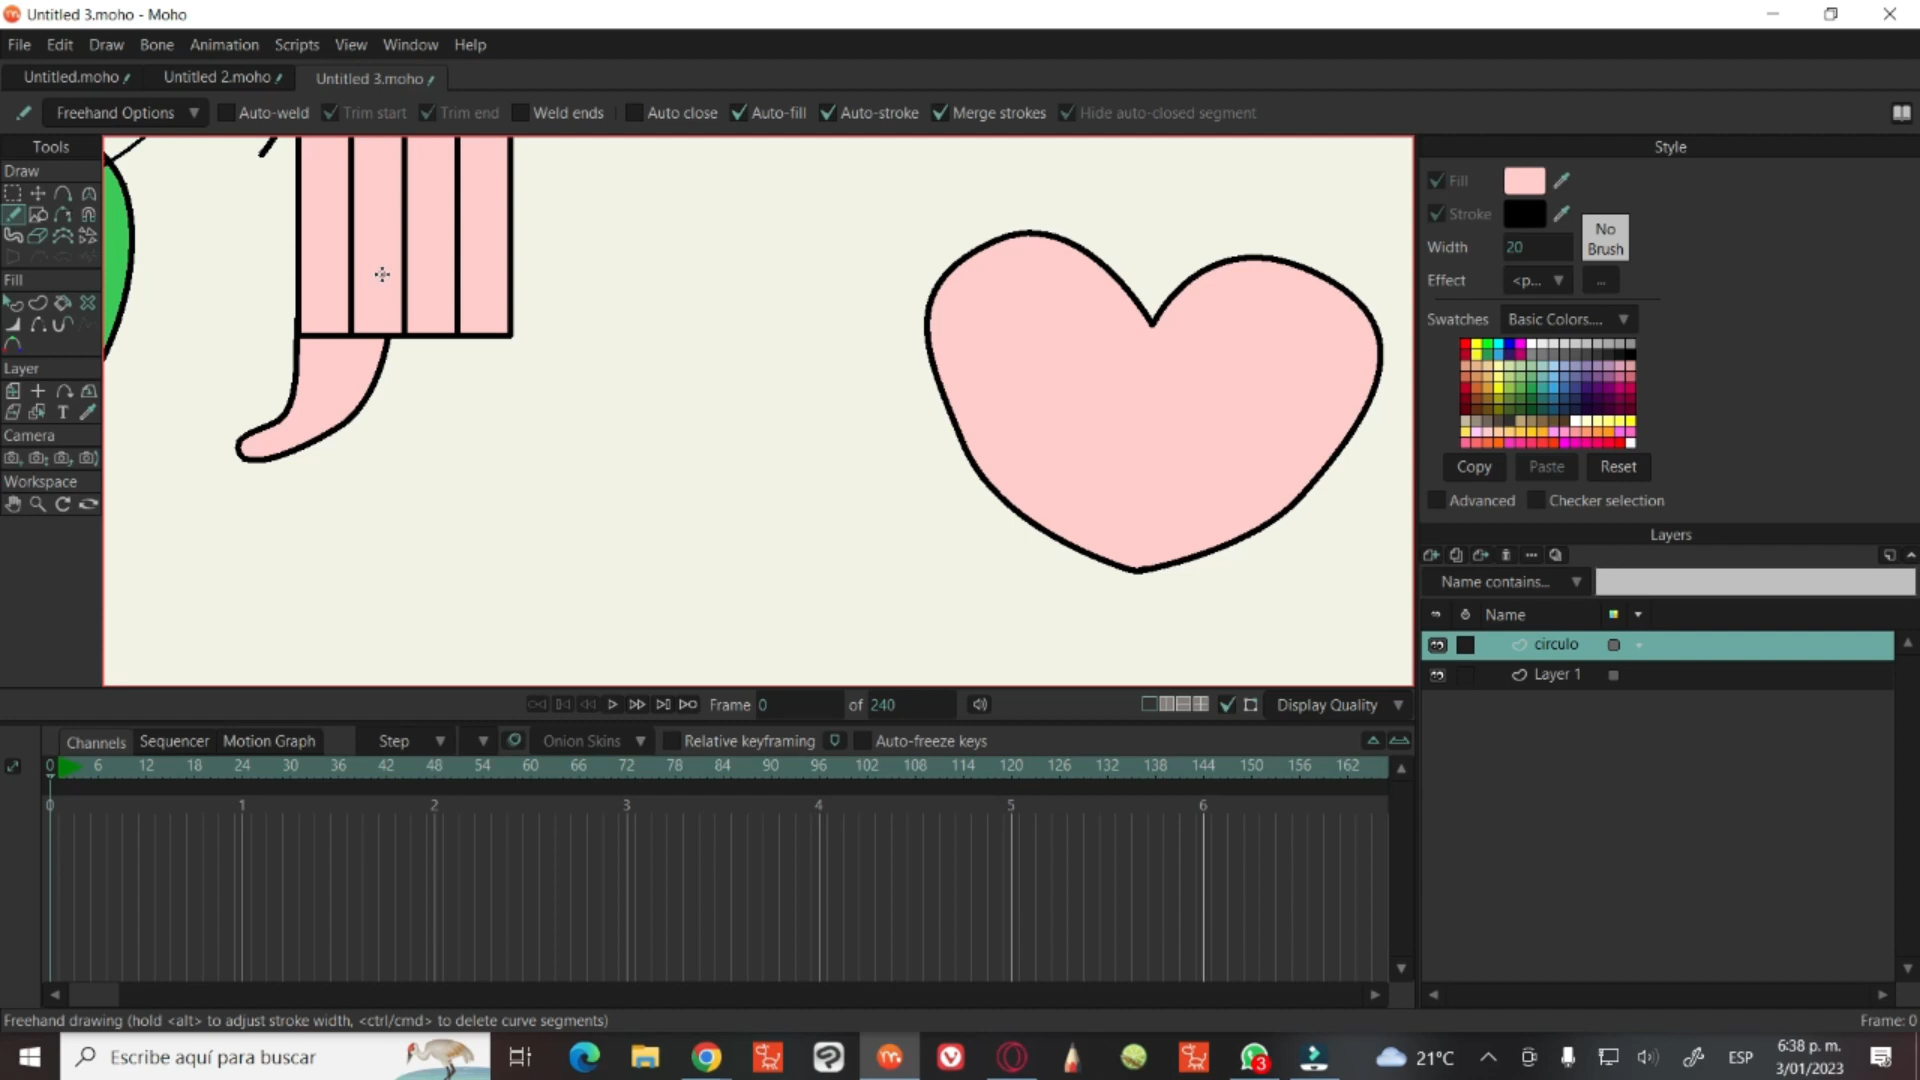 Untitled 3.moho - Moho
File Edit Draw Bone Animation Scripts View Window Help
Untitled.moho Untitled 2.moho Untitled 3.moho
Freehand Options Auto-weld Trim start Trim end Weld ends Auto close Auto-fill Auto-stroke Merge strokes Hide auto-closed segment
Tools
Draw
Fill
Layer
T
Camera
Workspace
Style
Fill
Stroke
Width 20
No Brush
Effect <p... ...
Swatches Basic Colors....
Copy Paste Reset
Advanced Checker selection
Layers
Name contains...
Name
circulo
Layer 1
Frame 0 of 240 Display Quality
Channels Sequencer Motion Graph Step Onion Skins Relative keyframing Auto-freeze keys
0 6 12 18 24 30 36 42 48 54 60 66 72 78 84 90 96 102 108 114 120 126 132 138 144 150 156 162
0 1 2 3 4 5 6
Freehand drawing (hold <alt> to adjust stroke width, <ctrl/cmd> to delete curve segments)
Frame: 0
Escribe aquí para buscar
3
21°C
ESP
6:38 p. m.
3/01/2023